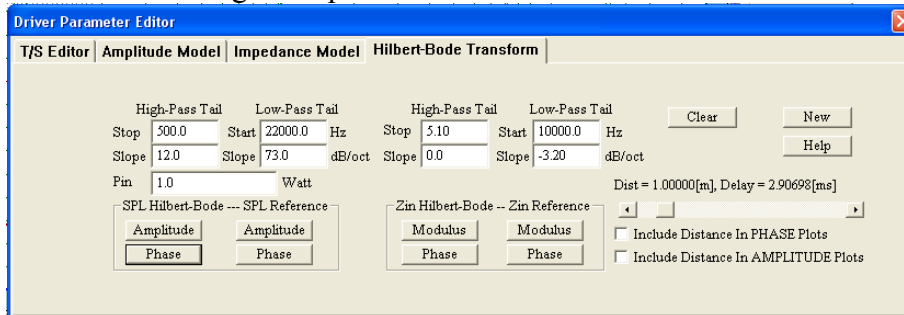 Driver Parameter Editor
T/S Editor Amplitude Model Impedance Model Hilbert-Bode Transform
High-Pass Tail Low-Pass Tail High-Pass Tail Low-Pass Tail Clear New
Stop 500.0 Start 22000.0 Hz Stop 5.10 Start 10000.0 Hz
Slope 12.0 Slope 73.0 dB/oct Slope 0.0 Slope -3.20 dB/oct Help
Pin 1.0 Watt Dist = 1.00000[m], Delay = 2.90698[ms]
SPL Hilbert-Bode --- SPL Reference Zin Hilbert-Bode -- Zin Reference
Amplitude Amplitude Modulus Modulus Include Distance In PHASE Plots
Phase Phase Phase Phase Include Distance In AMPLITUDE Plots